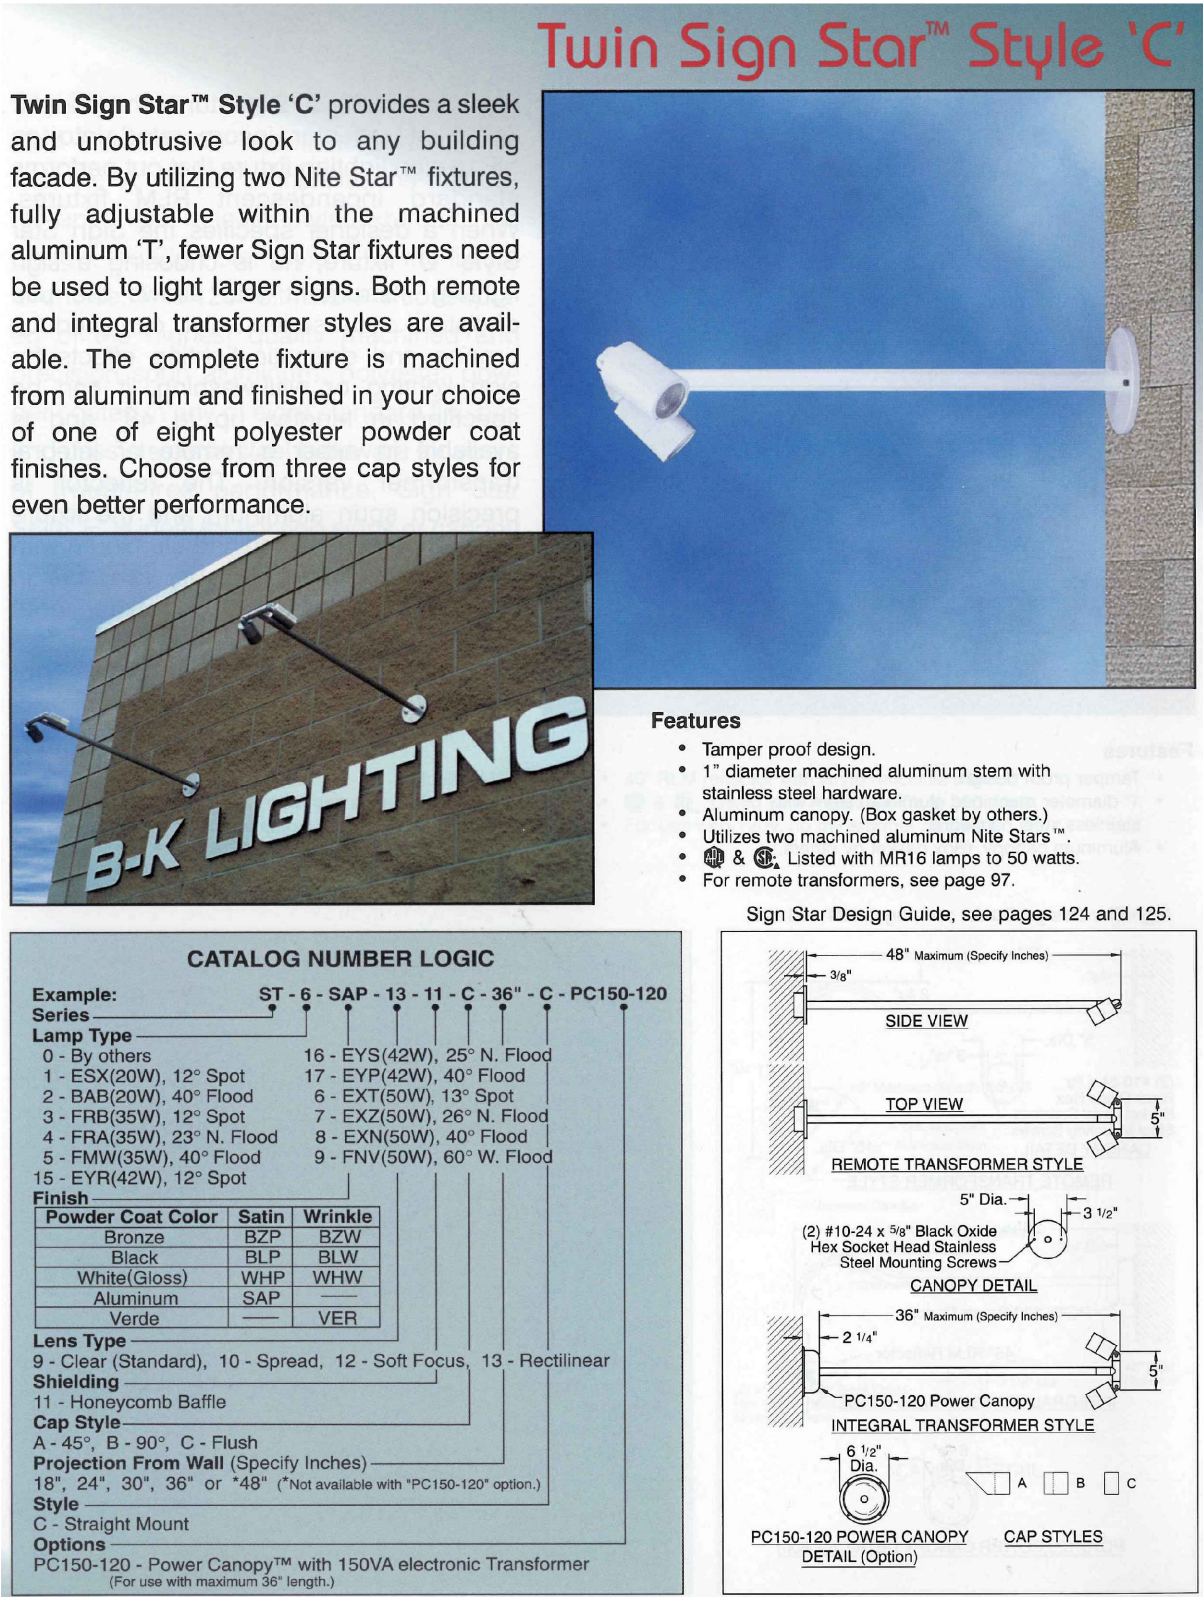 Twin Sign Star™ Style 'C'
Twin Sign Star™ Style 'C' provides a sleek
and unobtrusive look to any building
facade. By utilizing two Nite Star™ fixtures,
fully adjustable within the machined
aluminum 'T', fewer Sign Star fixtures need
be used to light larger signs. Both remote
and integral transformer styles are avail-
able. The complete fixture is machined
from aluminum and finished in your choice
of one of eight polyester powder coat
finishes. Choose from three cap styles for
even better performance.
B-K LIGHTING
Features
• Tamper proof design.
• 1" diameter machined aluminum stem with
stainless steel hardware.
• Aluminum canopy. (Box gasket by others.)
• Utilizes two machined aluminum Nite Stars™.
• & Listed with MR16 lamps to 50 watts.
• For remote transformers, see page 97.
Sign Star Design Guide, see pages 124 and 125.
CATALOG NUMBER LOGIC
Example: ST - 6 - SAP - 13 - 11 - C - 36" - C - PC150-120
Series
Lamp Type
0 - By others 16 - EYS(42W), 25° N. Flood
1 - ESX(20W), 12° Spot 17 - EYP(42W), 40° Flood
2 - BAB(20W), 40° Flood 6 - EXT(50W), 13° Spot
3 - FRB(35W), 12° Spot 7 - EXZ(50W), 26° N. Flood
4 - FRA(35W), 23° N. Flood 8 - EXN(50W), 40° Flood
5 - FMW(35W), 40° Flood 9 - FNV(50W), 60° W. Flood
15 - EYR(42W), 12° Spot
Finish
Powder Coat Color Satin Wrinkle
Bronze BZP BZW
Black BLP BLW
White(Gloss) WHP WHW
Aluminum SAP —
Verde — VER
Lens Type
9 - Clear (Standard), 10 - Spread, 12 - Soft Focus, 13 - Rectilinear
Shielding
11 - Honeycomb Baffle
Cap Style
A - 45°, B - 90°, C - Flush
Projection From Wall (Specify Inches)
18", 24", 30", 36" or *48" (*Not available with "PC150-120" option.)
Style
C - Straight Mount
Options
PC150-120 - Power Canopy™ with 150VA electronic Transformer
(For use with maximum 36" length.)
48" Maximum (Specify Inches)
3/8"
SIDE VIEW
TOP VIEW
5"
REMOTE TRANSFORMER STYLE
5" Dia.
3 1/2"
(2) #10-24 x 5/8" Black Oxide
Hex Socket Head Stainless
Steel Mounting Screws
CANOPY DETAIL
36" Maximum (Specify Inches)
2 1/4"
5"
PC150-120 Power Canopy
INTEGRAL TRANSFORMER STYLE
6 1/2"
Dia.
A B C
PC150-120 POWER CANOPY
DETAIL (Option)
CAP STYLES